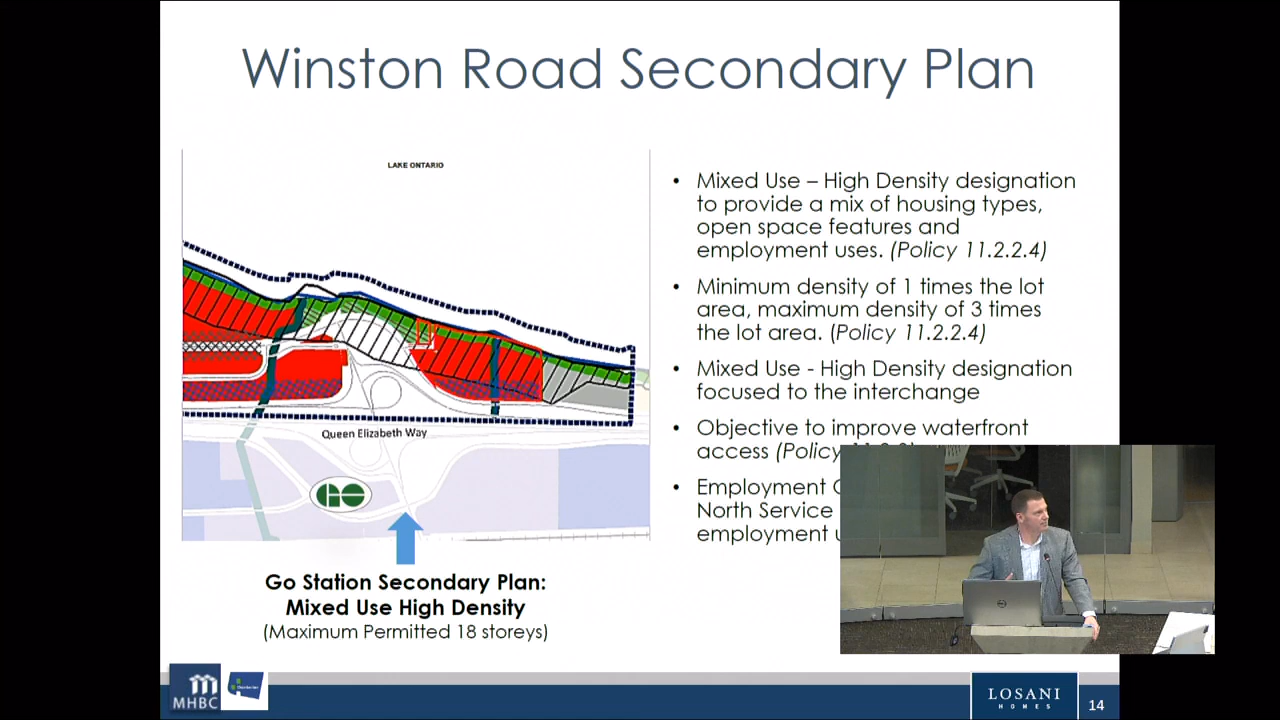 Winston Road Secondary Plan
LAKE ONTARIO
Queen Elizabeth Way
GO
Go Station Secondary Plan:
Mixed Use High Density
(Maximum Permitted 18 storeys)
• Mixed Use – High Density designation
to provide a mix of housing types,
open space features and
employment uses. (Policy 11.2.2.4)
• Minimum density of 1 times the lot
area, maximum density of 3 times
the lot area. (Policy 11.2.2.4)
• Mixed Use - High Density designation
focused to the interchange
• Objective to improve waterfront
access (Policy
• Employment
North Service
employment
MHBC
LOSANI
HOMES
14